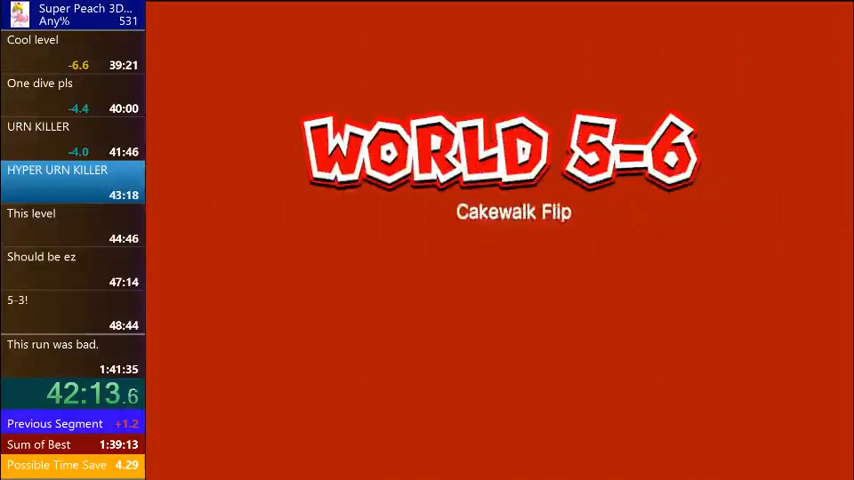 Super Peach 3D...
Any% 531
Cool level
-6.6 39:21
One dive pls
-4.4 40:00
URN KILLER
-4.0 41:46
HYPER URN KILLER
43:18
This level
44:46
Should be ez
47:14
5-3!
48:44
This run was bad.
1:41:35
42:13.6
Previous Segment +1.2
Sum of Best 1:39:13
Possible Time Save 4.29
WORLD 5-6
Cakewalk Flip